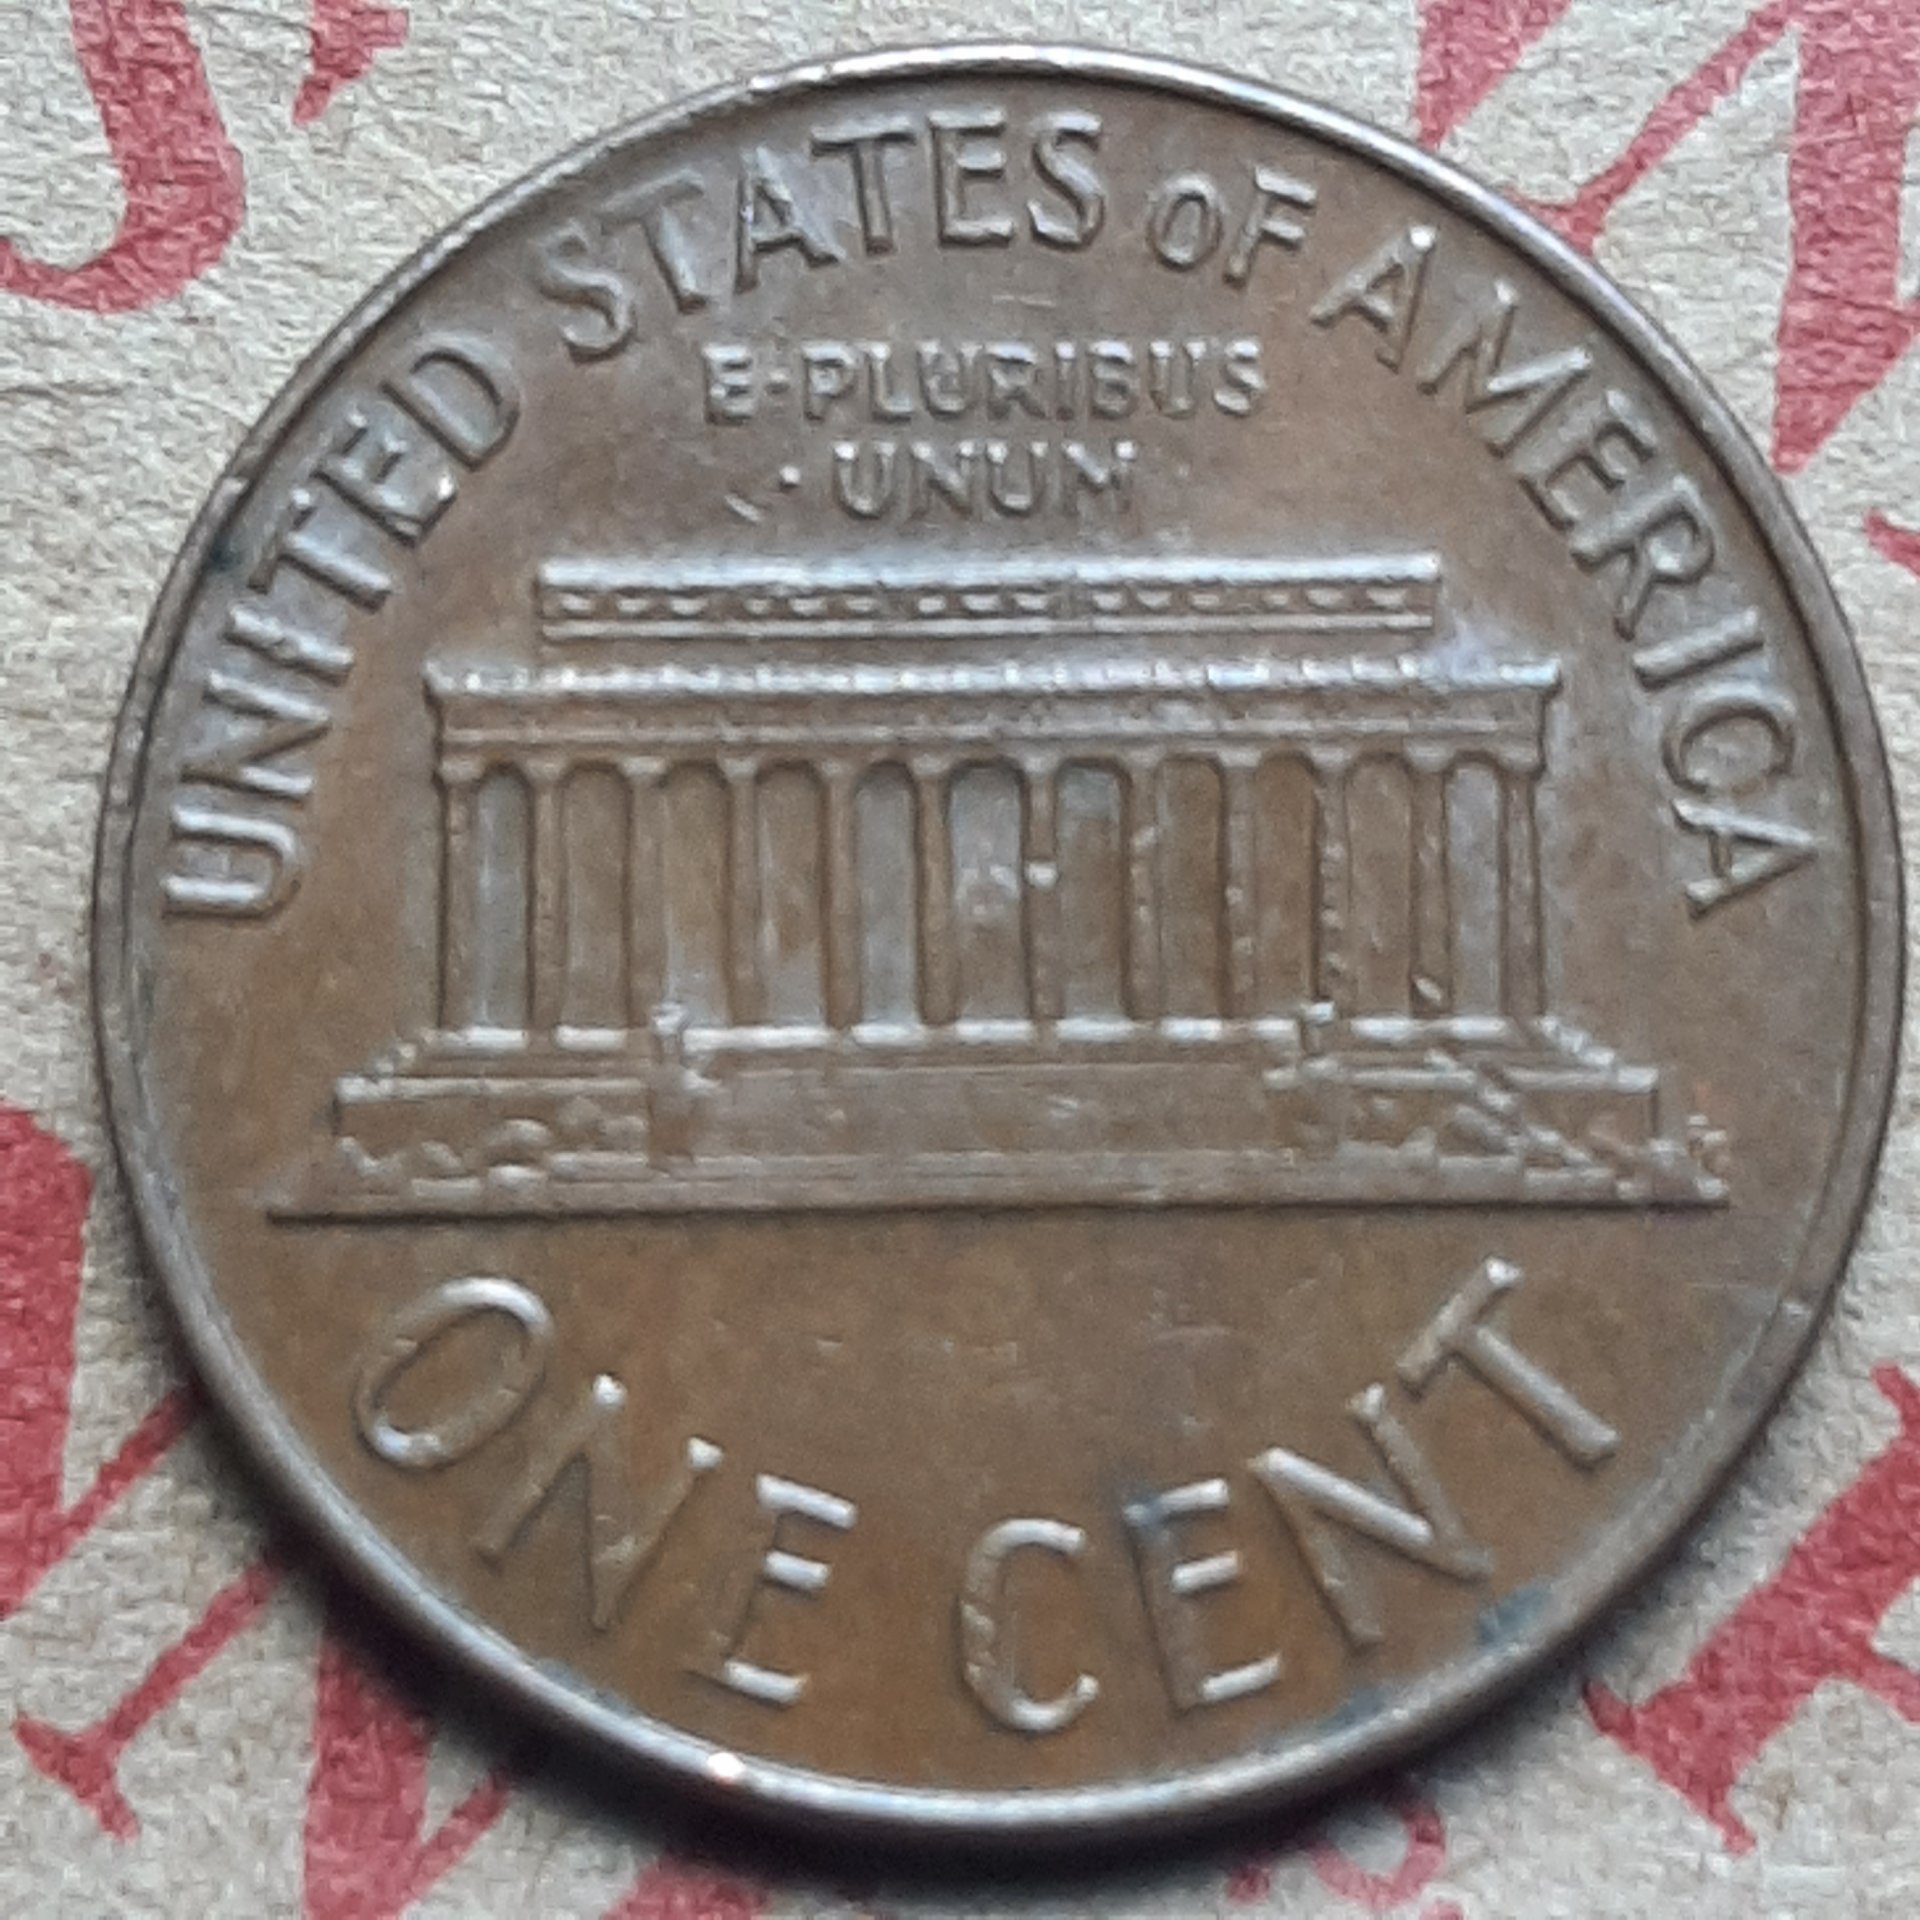 UNITED STATES OF AMERICA
E·PLURIBUS
·UNUM
ONE CENT